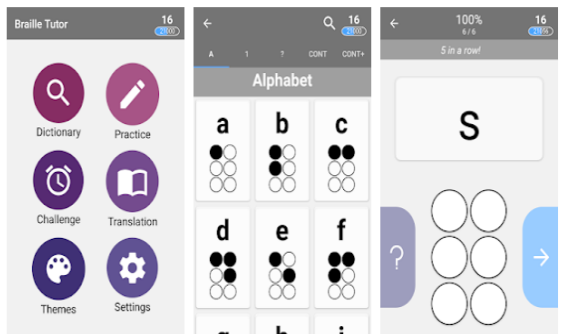 Braille Tutor
16
Dictionary
Practice
Challenge
Translation
Themes
Settings
16
A 1 ? CONT CONT+
Alphabet
a b c
d e f
100%
6 / 6
16
5 in a row!
S
?